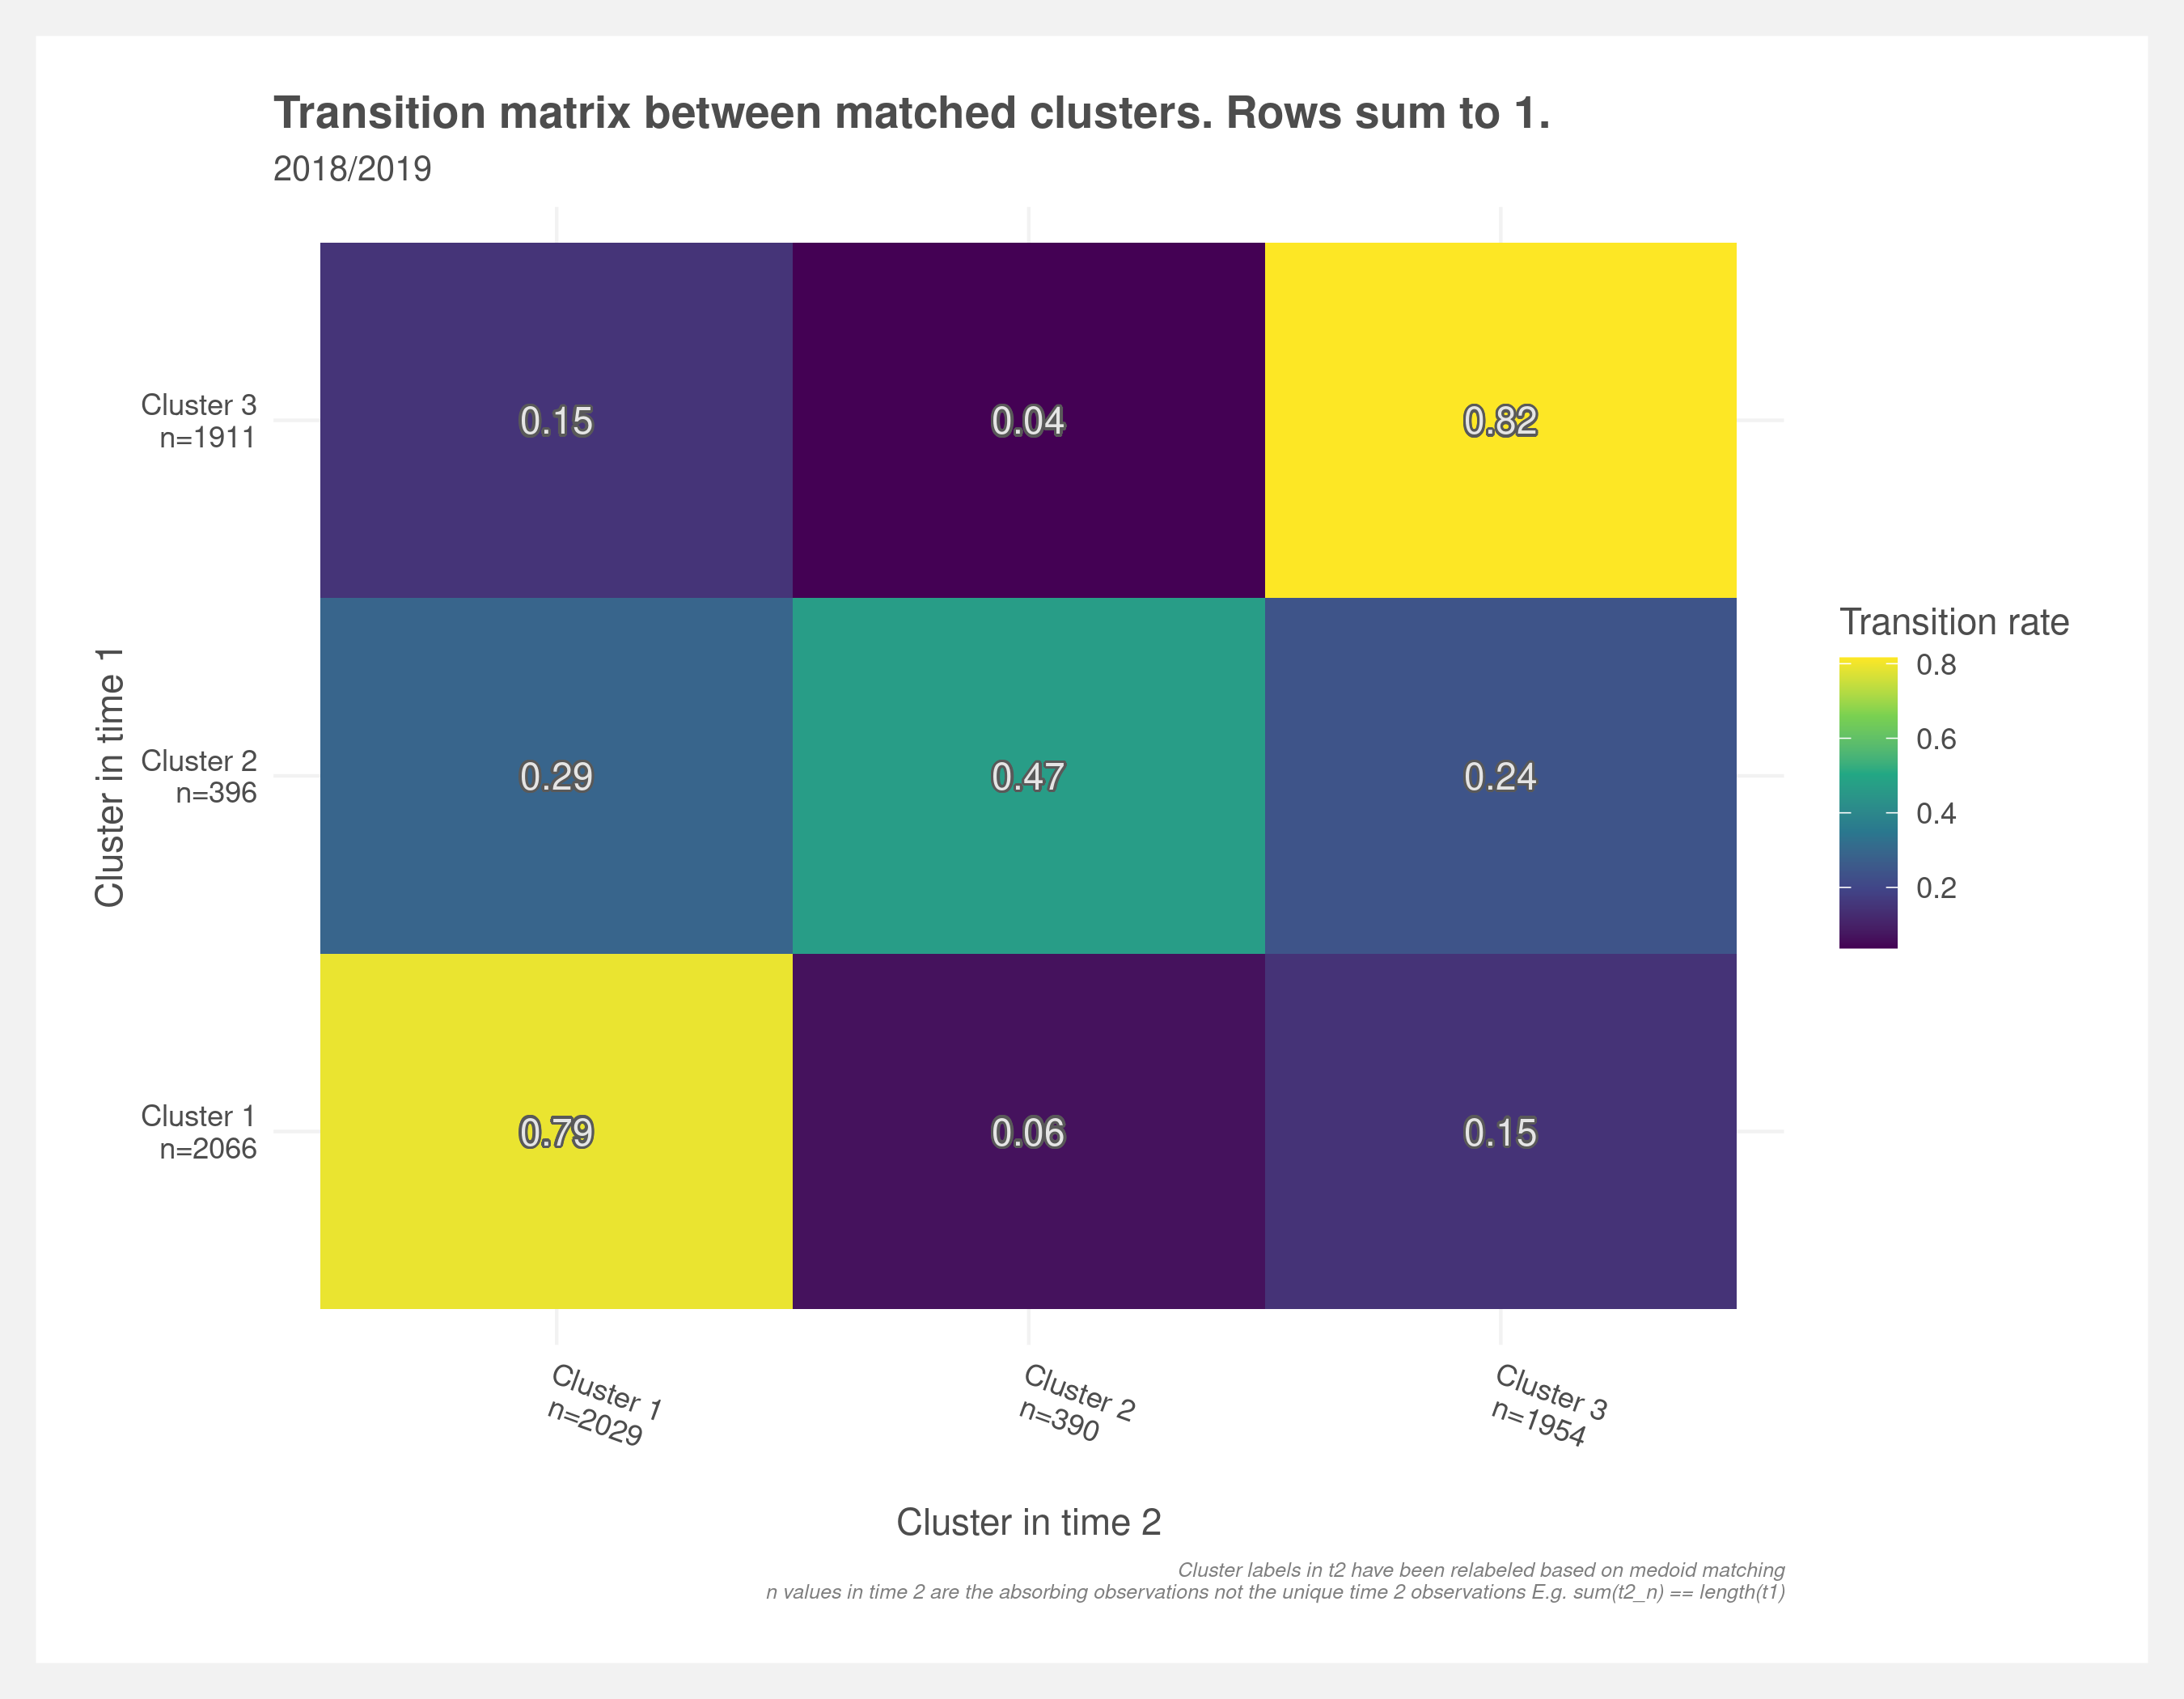 Transition matrix between matched clusters. Rows sum to 1.
2018/2019
Cluster in time 1
Cluster 3
n=1911
0.15
0.04
0.82
Cluster 2
n=396
0.29
0.47
0.24
Cluster 1
n=2066
0.79
0.06
0.15
Transition rate
0.8
0.6
0.4
0.2
Cluster 1
n=2029
Cluster 2
n=390
Cluster 3
n=1954
Cluster in time 2
Cluster labels in t2 have been relabeled based on medoid matching
n values in time 2 are the absorbing observations not the unique time 2 observations E.g. sum(t2_n) == length(t1)